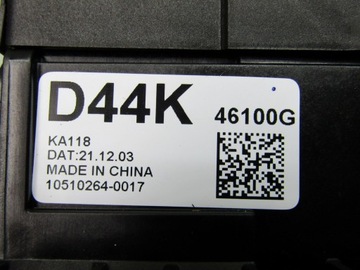 D44K 46100G
KA118
DAT:21.12.03
MADE IN CHINA
10510264-0017